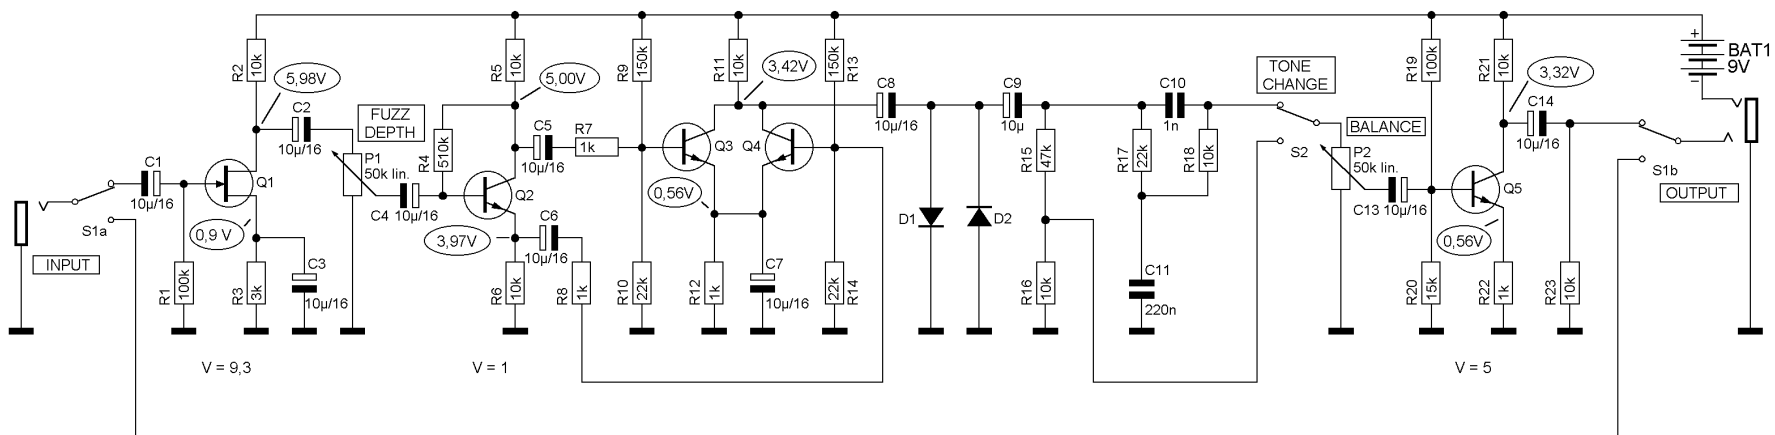 R2
10k
5,98V
C2
10µ/16
FUZZ
DEPTH
P1
50k lin.
C1
10µ/16
Q1
S1a
INPUT
0,9 V
R1
100k
R3
3k
C3
10µ/16
V = 9,3
R5
10k
5,00V
R4
510k
C4
10µ/16
C5
10µ/16
R7
1k
Q2
3,97V
C6
10µ/16
R6
10k
R8
1k
V = 1
R9
150k
R11
10k
3,42V
150k
R13
Q3
Q4
0,56V
R10
22k
R12
1k
C7
10µ/16
22k
R14
C8
10µ/16
C9
10µ
D1
D2
R15
47k
R16
10k
C10
1n
R17
22k
R18
10k
C11
220n
TONE
CHANGE
S2
BALANCE
P2
50k lin.
C13
10µ/16
R19
100k
R21
10k
3,32V
C14
10µ/16
Q5
0,56V
R20
15k
R22
1k
R23
10k
V = 5
S1b
OUTPUT
+
BAT1
9V
−